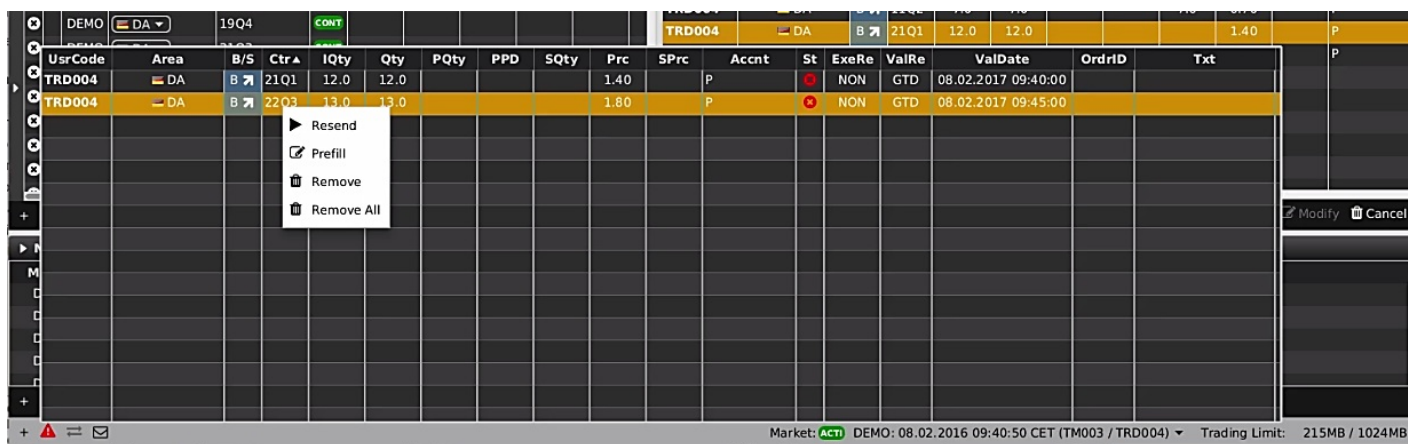 DEMO DA 19Q4 CONT
TRD004 DA B 21Q1 12.0 12.0 1.40 P
UsrCode Area B/S Ctr IQty Qty PQty PPD SQty Prc SPrc Accnt St ExeRe ValRe ValDate OrdrID Txt
P
TRD004 DA B 21Q1 12.0 12.0 1.40 P NON GTD 08.02.2017 09:40:00
TRD004 DA B 22Q3 13.0 13.0 1.80 P NON GTD 08.02.2017 09:45:00
Resend
Prefill
Remove
Remove All
+ Modify Cancel
M
+
+ Market: ACTI DEMO: 08.02.2016 09:40:50 CET (TM003 / TRD004) Trading Limit: 215MB / 1024MB